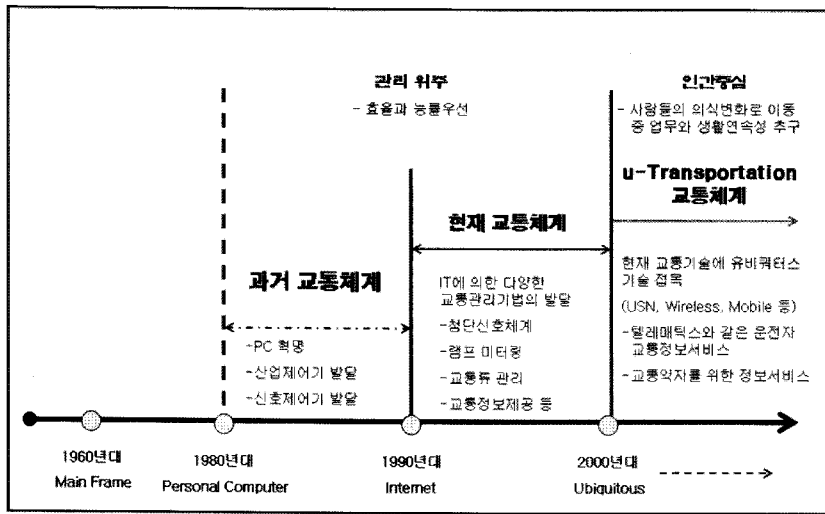 관리 위주
- 효율과 능률우선
인간중심
- 사람들의 의식변화로 이동
중 업무와 생활연속성 추구
u-Transportation
교통체계
현재 교통체계
과거 교통체계
-PC 혁명
-산업제어기 발달
-신호제어기 발달
IT에 의한 다양한
교통관리기법의 발달
-첨단신호체계
-램프 미터링
-교통류 관리
-교통정보제공 등
현재 교통기술에 유비쿼터스
기술 접목
(USN, Wireless, Mobile 등)
-텔레매틱스와 같은 운전자
교통정보서비스
-교통약자를 위한 정보서비스
1960년대
Main Frame
1980년대
Personal Computer
1990년대
Internet
2000년대
Ubiquitous